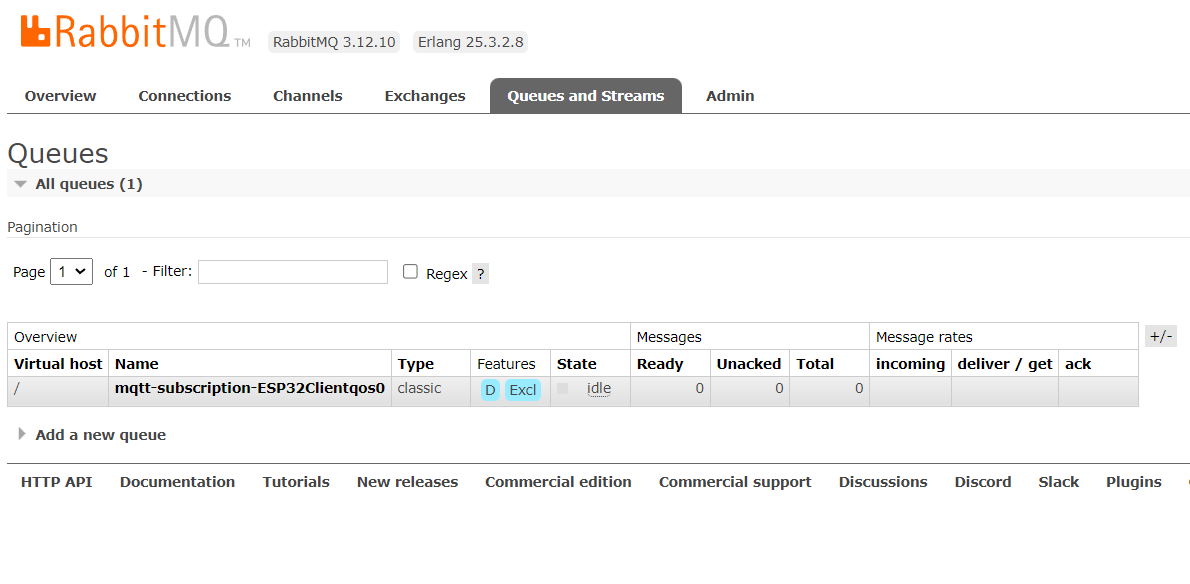 RabbitMQ TM RabbitMQ 3.12.10 Erlang 25.3.2.8
Overview Connections Channels Exchanges Queues and Streams Admin
Queues
All queues (1)
Pagination
Page 1 of 1 - Filter: Regex ?
Overview Messages Message rates +/-
Virtual host Name Type Features State Ready Unacked Total incoming deliver / get ack
/ mqtt-subscription-ESP32Clientqos0 classic D Excl idle 0 0 0
Add a new queue
HTTP API Documentation Tutorials New releases Commercial edition Commercial support Discussions Discord Slack Plugins